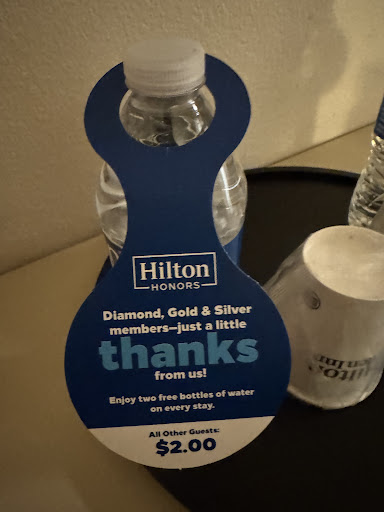 Hilton
HONORS
Diamond, Gold & Silver
members—just a little
thanks
from us!
Enjoy two free bottles of water
on every stay.
All Other Guests:
$2.00
Hilton